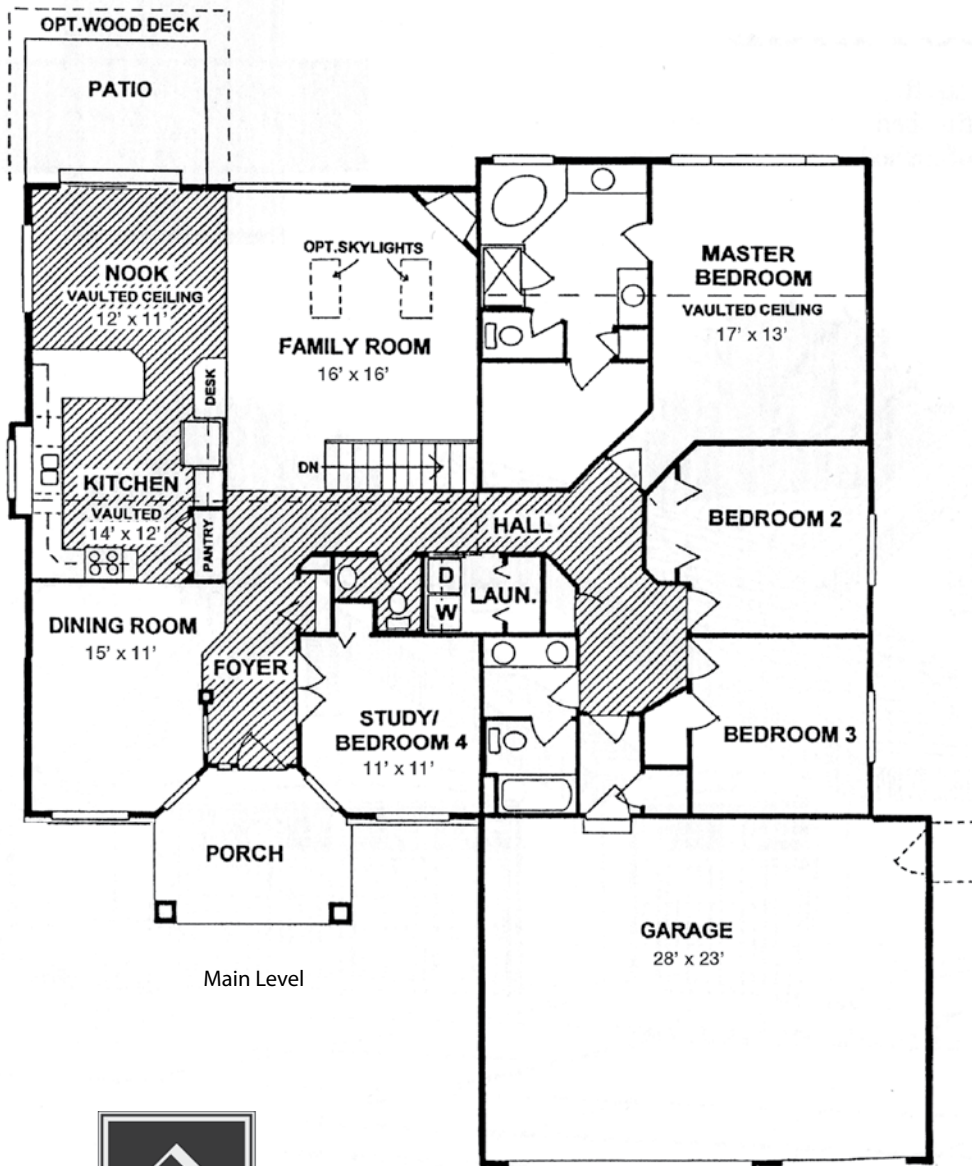 OPT.WOOD DECK
PATIO
NOOK
VAULTED CEILING
12' x 11'
OPT.SKYLIGHTS
FAMILY ROOM
16' x 16'
MASTER
BEDROOM
VAULTED CEILING
17' x 13'
DESK
DN
KITCHEN
VAULTED
14' x 12'
PANTRY
HALL
BEDROOM 2
D
W
LAUN.
DINING ROOM
15' x 11'
FOYER
STUDY/
BEDROOM 4
11' x 11'
BEDROOM 3
PORCH
GARAGE
28' x 23'
Main Level